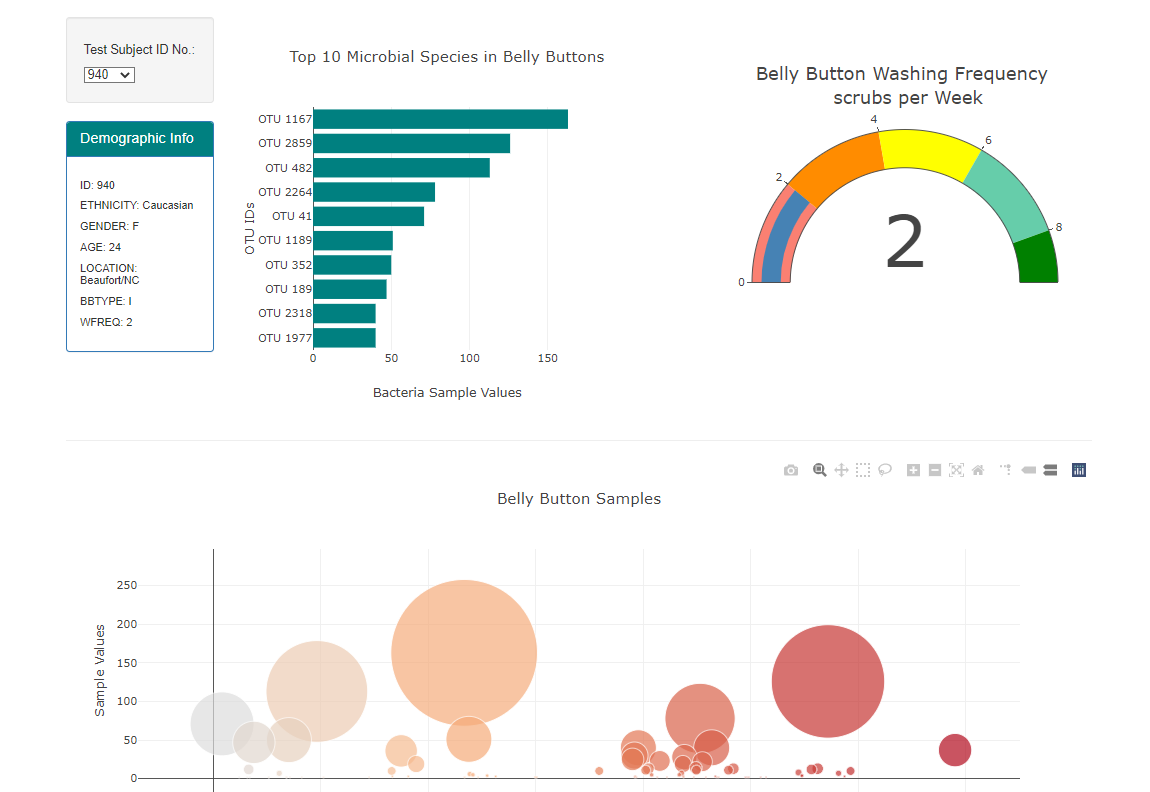 Test Subject ID No.:
940
Demographic Info
ID: 940
ETHNICITY: Caucasian
GENDER: F
AGE: 24
LOCATION:
Beaufort/NC
BBTYPE: I
WFREQ: 2
Top 10 Microbial Species in Belly Buttons
OTU IDs
OTU 1167
OTU 2859
OTU 482
OTU 2264
OTU 41
OTU 1189
OTU 352
OTU 189
OTU 2318
OTU 1977
0 50 100 150
Bacteria Sample Values
Belly Button Washing Frequency
scrubs per Week
0
2
4
6
8
2
Belly Button Samples
Sample Values
250
200
150
100
50
0